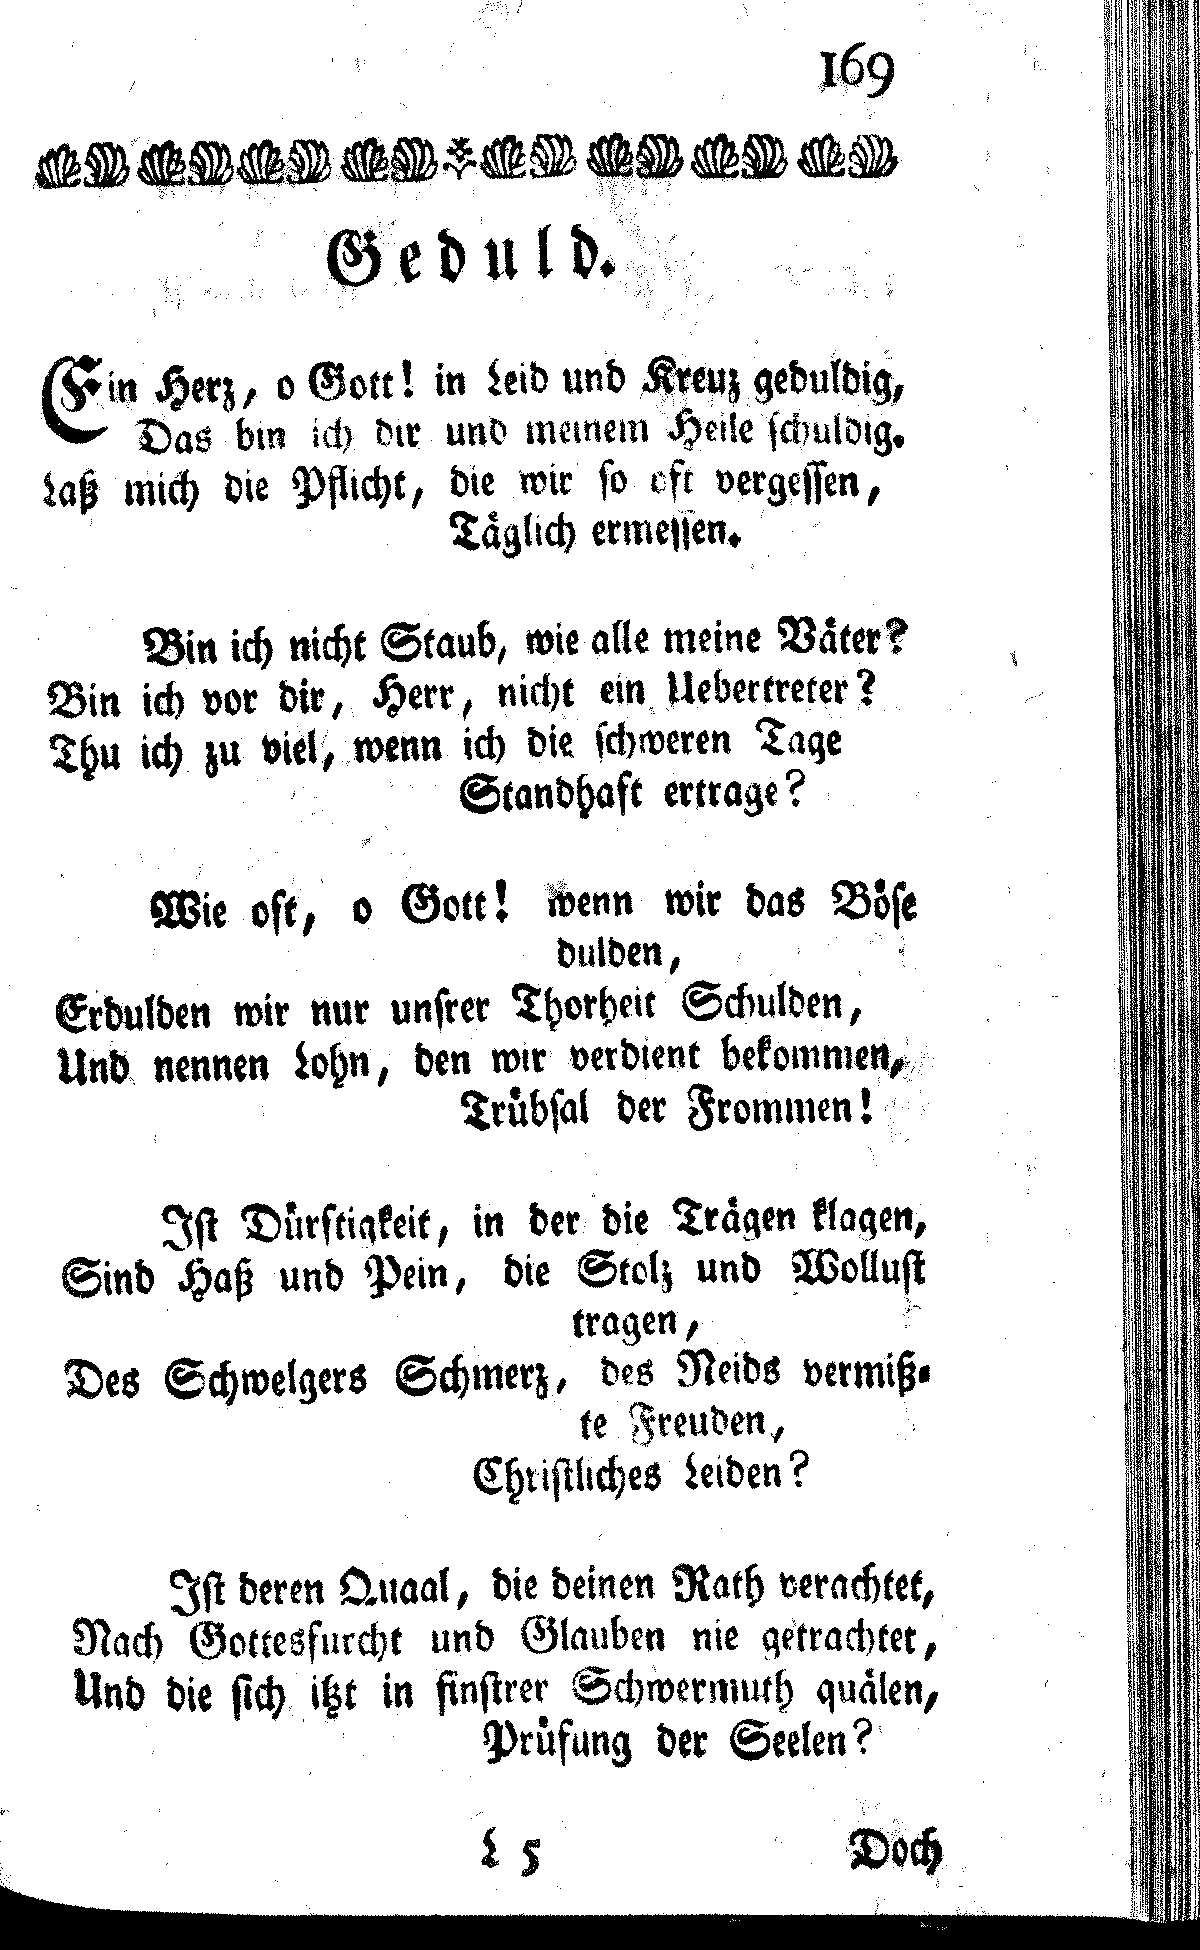 169
Geduld.
Ein Herz, o Gott! in Leid und Kreuz geduldig,
Das bin ich dir und meinem Heile schuldig.
Laß mich die Pflicht, die wir so oft vergessen,
Täglich ermessen.
Bin ich nicht Staub, wie alle meine Väter?
Bin ich vor dir, Herr, nicht ein Uebertreter?
Thu ich zu viel, wenn ich die schweren Tage
Standhaft ertrage?
Wie oft, o Gott! wenn wir das Böse
dulden,
Erdulden wir nur unsrer Thorheit Schulden,
Und nennen Lohn, den wir verdient bekommen,
Trübsal der Frommen!
Ist Dürftigkeit, in der die Trägen klagen,
Sind Haß und Pein, die Stolz und Wollust
tragen,
Des Schwelgers Schmerz, des Neids vermiß-
te Freuden,
Christliches Leiden?
Ist deren Quaal, die deinen Rath verachtet,
Nach Gottesfurcht und Glauben nie getrachtet,
Und die sich itzt in finstrer Schwermuth quälen,
Prüfung der Seelen?
L 5 Doch